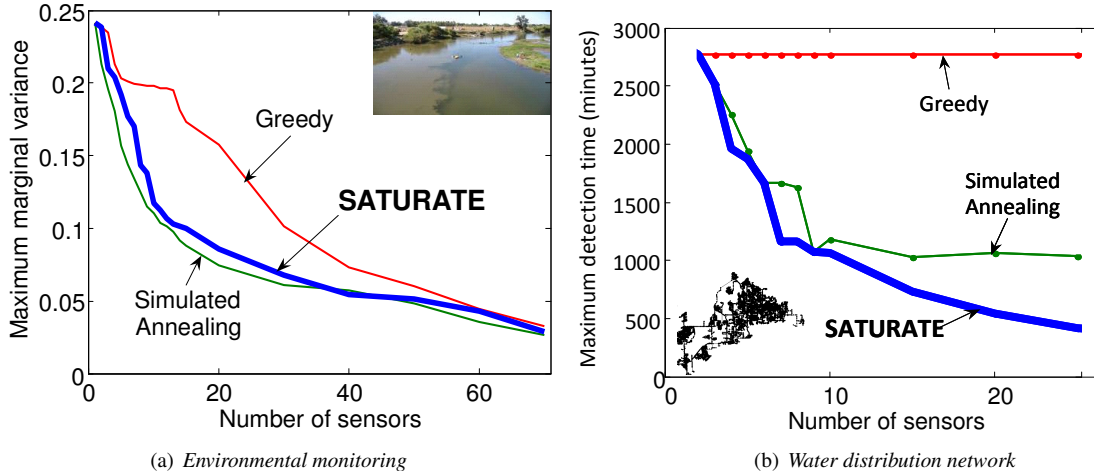 0.25
0.2
0.15
0.1
0.05
0
0 20 40 60
Maximum marginal variance
Number of sensors
Greedy
SATURATE
Simulated
Annealing
(a) Environmental monitoring
3000
2500
2000
1500
1000
500
0
0 10 20
Maximum detection time (minutes)
Number of sensors
Greedy
Simulated
Annealing
SATURATE
(b) Water distribution network